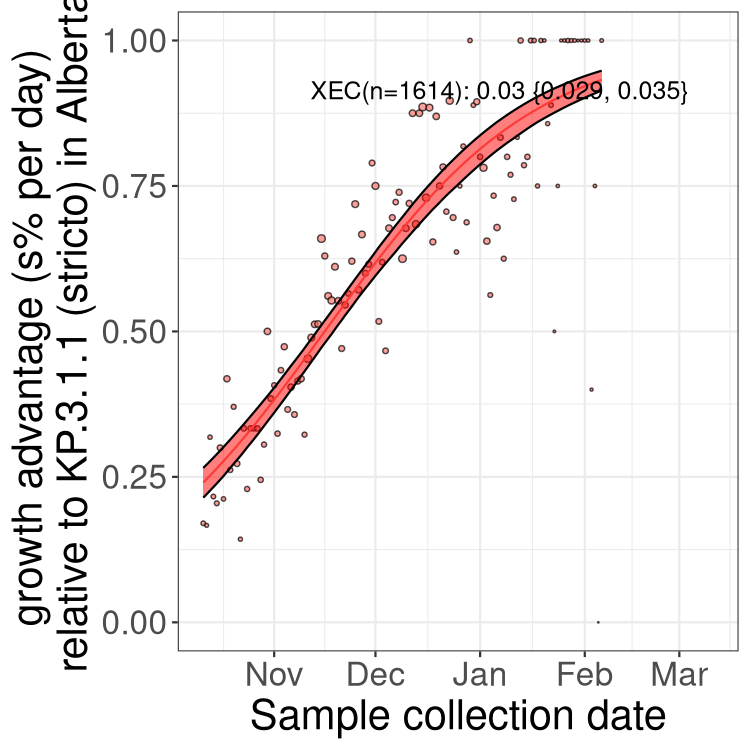 growth advantage (s% per day)
relative to KP.3.1.1 (stricto) in Alberta
1.00
0.75
0.50
0.25
0.00
XEC(n=1614): 0.03 {0.029, 0.035}
Nov Dec Jan Feb Mar
Sample collection date